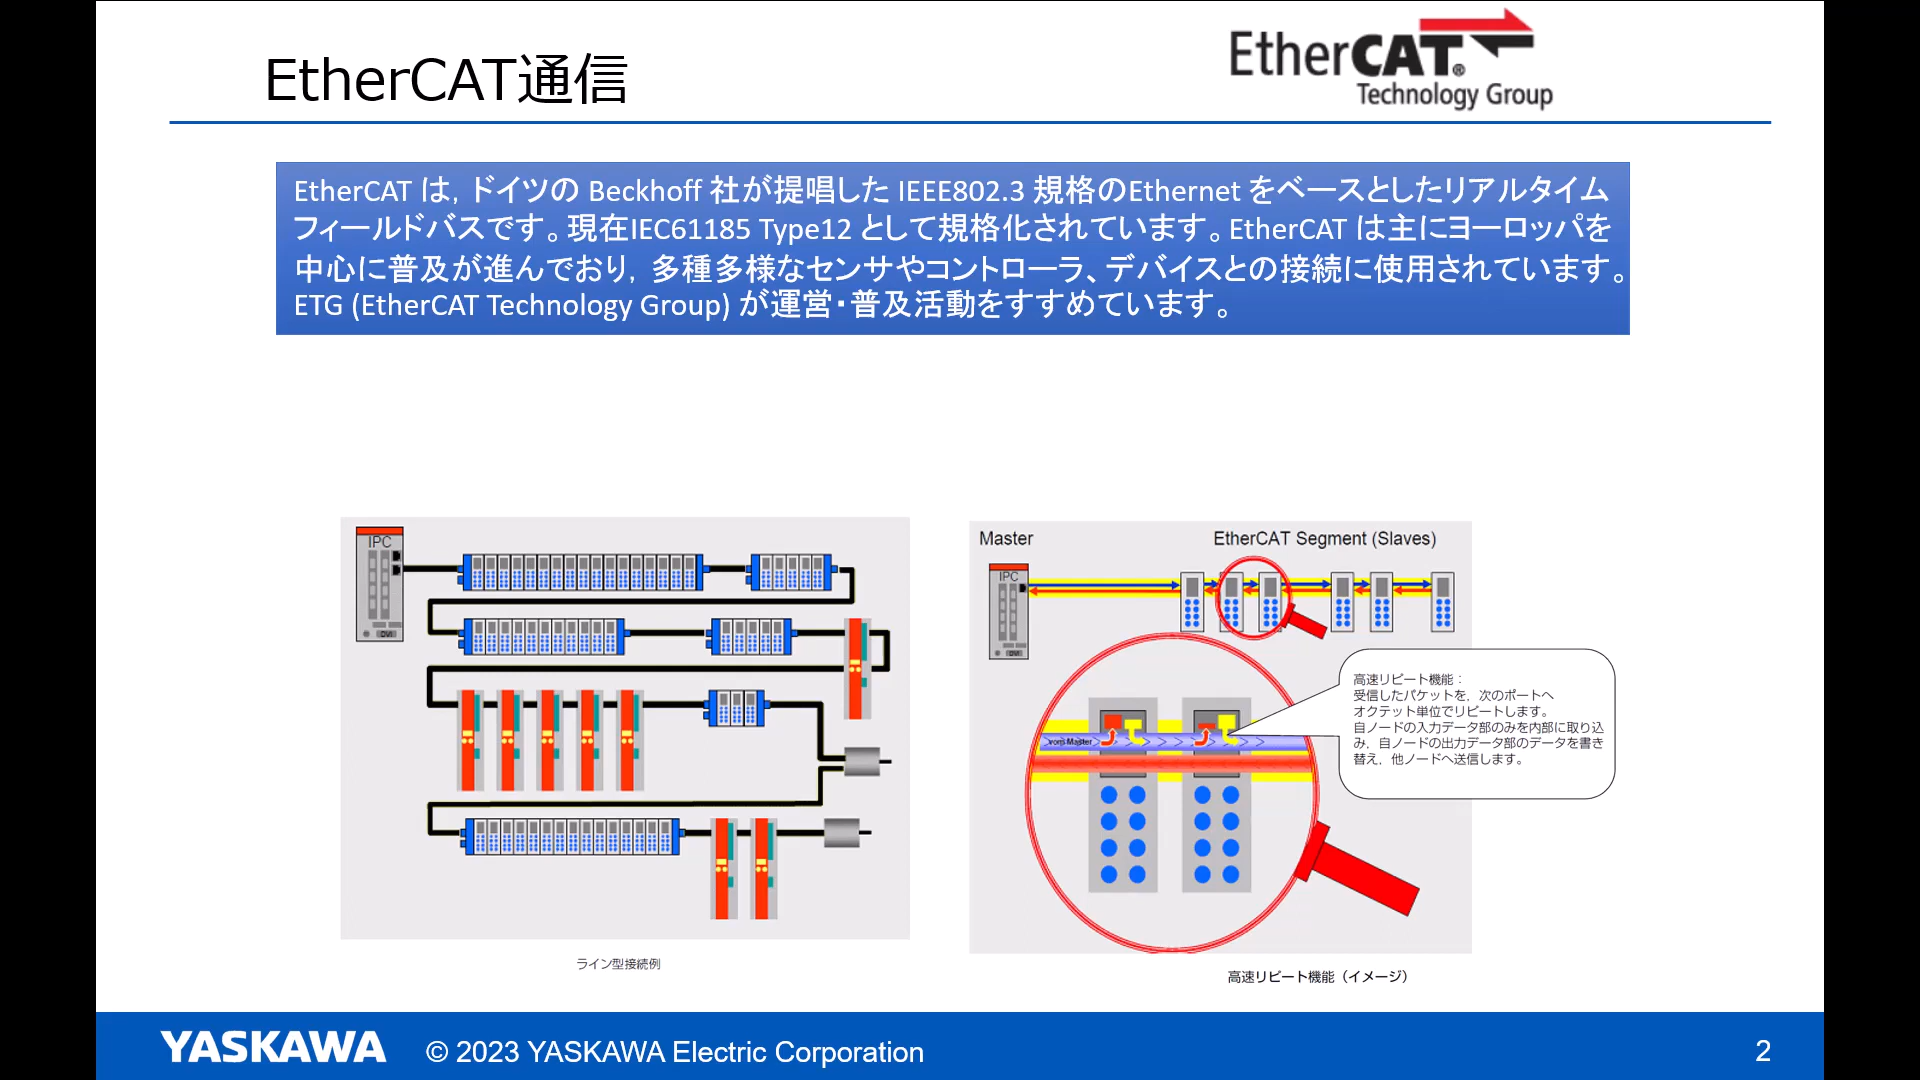 EtherCAT通信
EtherCAT®
Technology Group
EtherCAT は，ドイツの Beckhoff 社が提唱した IEEE802.3 規格のEthernet をベースとしたリアルタイム
フィールドバスです。現在IEC61185 Type12 として規格化されています。EtherCAT は主にヨーロッパを
中心に普及が進んでおり，多種多様なセンサやコントローラ、デバイスとの接続に使用されています。
ETG (EtherCAT Technology Group) が運営・普及活動をすすめています。
IPC
DVI
ライン型接続例
Master
EtherCAT Segment (Slaves)
IPC
DVI
高速リピート機能：
受信したパケットを，次のポートへ
オクテット単位でリピートします。
自ノードの入力データ部のみを内部に取り込
み，自ノードの出力データ部のデータを書き
替え，他ノードへ送信します。
from Master
高速リピート機能（イメージ）
YASKAWA
© 2023 YASKAWA Electric Corporation
2